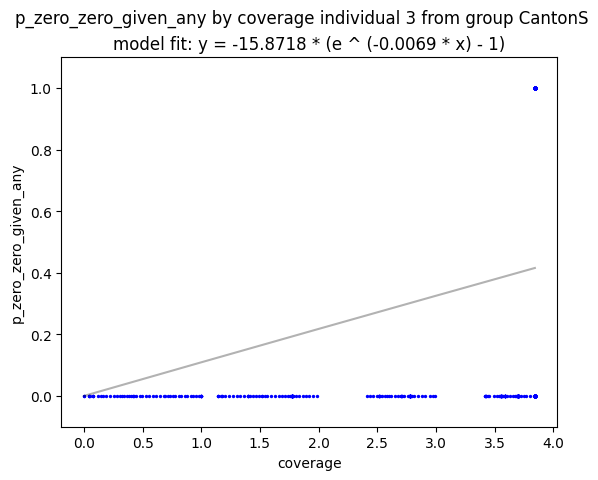 p_zero_zero_given_any by coverage individual 3 from group CantonS
model fit: y = -15.8718 * (e ^ (-0.0069 * x) - 1)
1.0
0.8
0.6
0.4
0.2
0.0
p_zero_zero_given_any
0.0 0.5 1.0 1.5 2.0 2.5 3.0 3.5 4.0
coverage